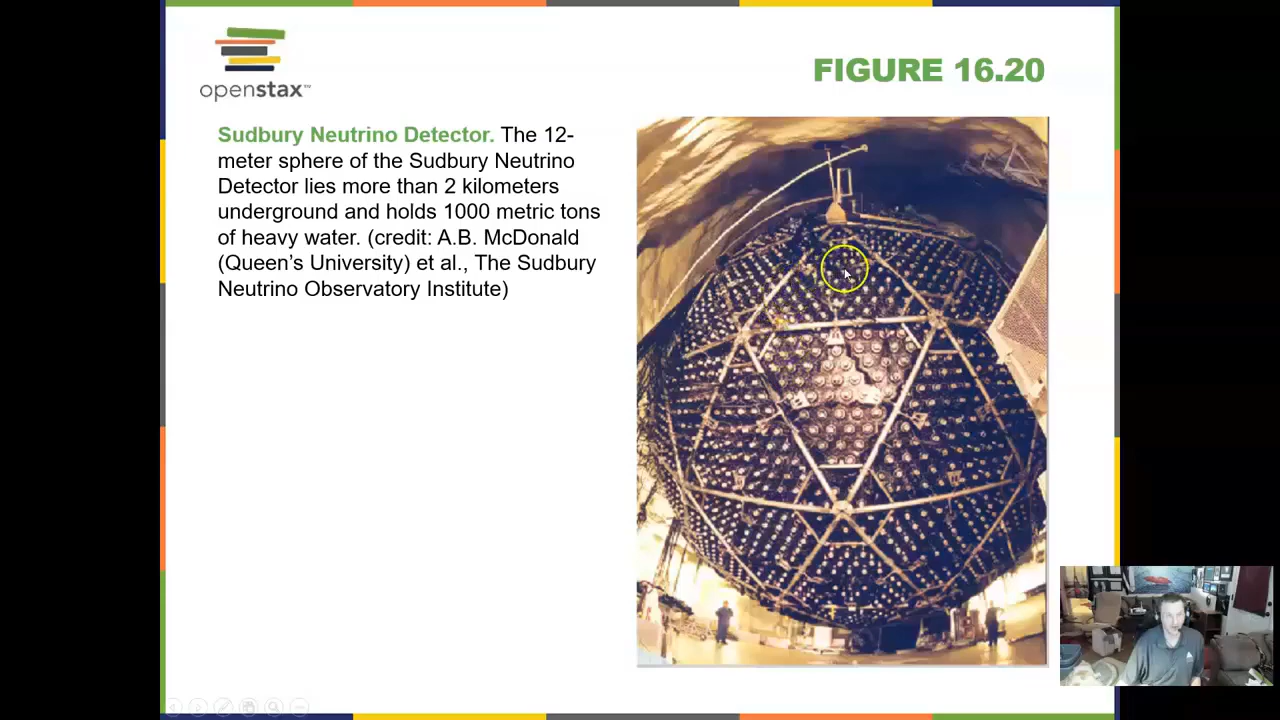 openstax™
FIGURE 16.20
Sudbury Neutrino Detector. The 12-
meter sphere of the Sudbury Neutrino
Detector lies more than 2 kilometers
underground and holds 1000 metric tons
of heavy water. (credit: A.B. McDonald
(Queen’s University) et al., The Sudbury
Neutrino Observatory Institute)